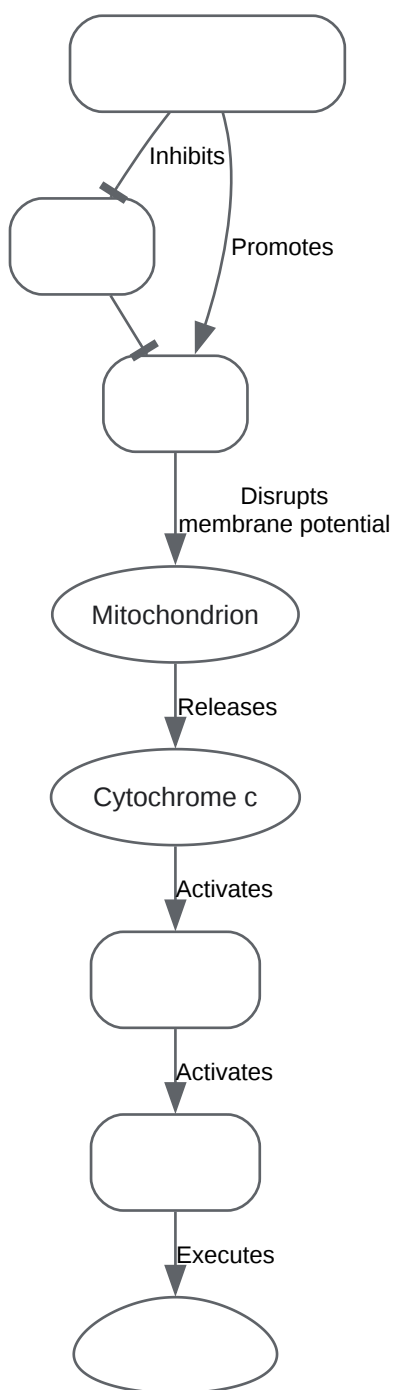 Inhibits
Promotes
Disrupts
membrane potential
Mitochondrion
Releases
Cytochrome c
Activates
Activates
Executes